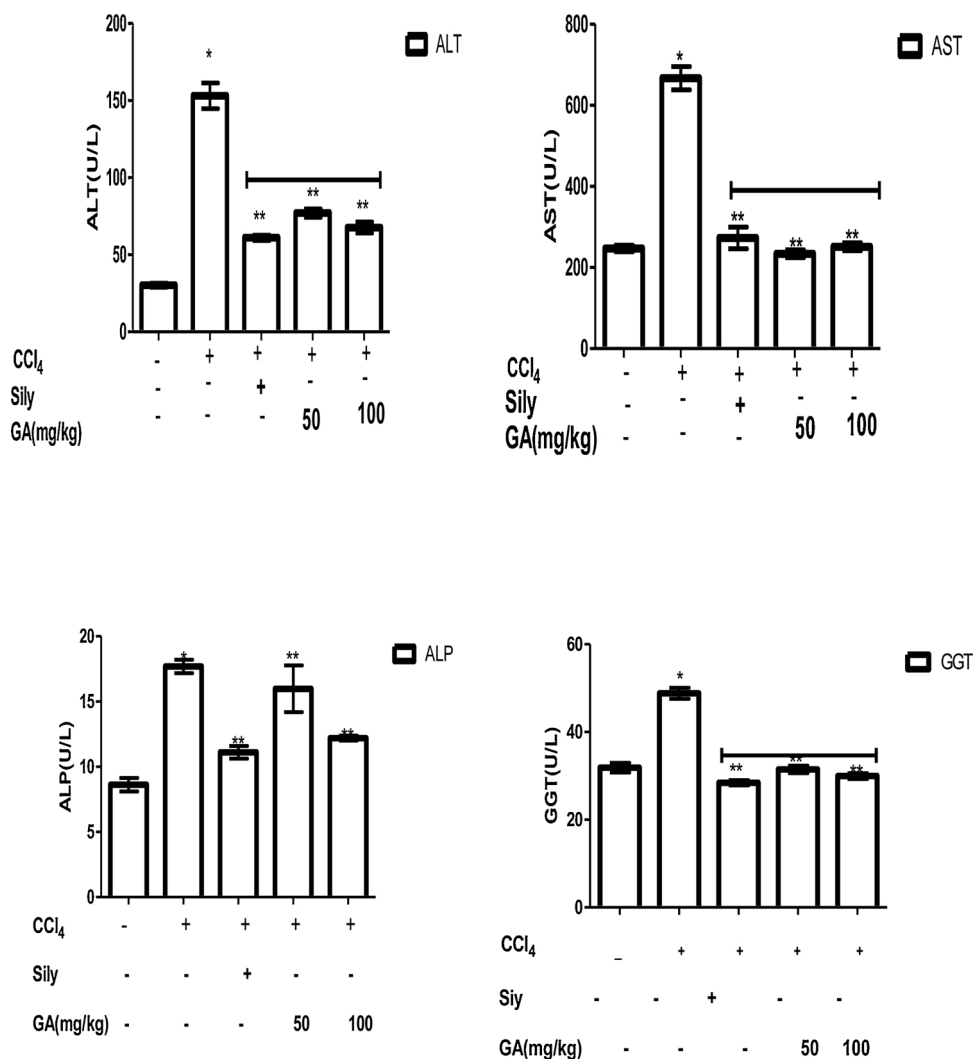 200
150
100
50
0
ALT(U/L)
ALT
*
**
**
**
CCl₄ - + + + +
Sily - - + - -
GA(mg/kg) - - - 50 100
800
600
400
200
0
AST(U/L)
AST
*
**
**
**
CCl₄ - + + + +
Sily - - + - -
GA(mg/kg) - - - 50 100
20
15
10
5
0
ALP(U/L)
ALP
*
**
**
**
CCl₄ - + + + +
Sily - - + - -
GA(mg/kg) - - - 50 100
60
40
20
0
GGT(U/L)
GGT
*
**
**
**
CCl₄ - + + + +
Siy - - + - -
GA(mg/kg) - - - 50 100